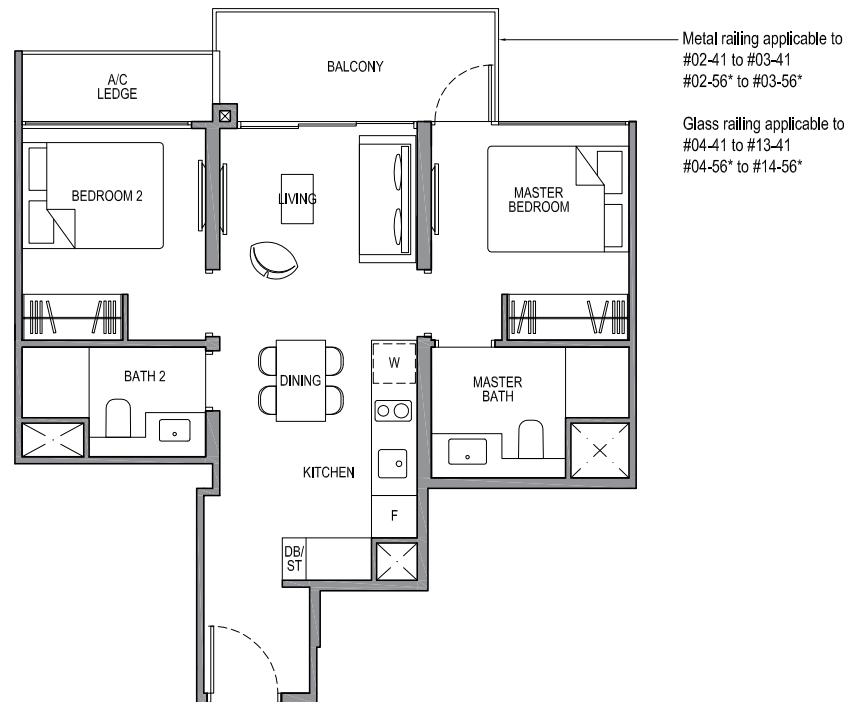 Metal railing applicable to
#02-41 to #03-41
#02-56* to #03-56*
Glass railing applicable to
#04-41 to #13-41
#04-56* to #14-56*
BALCONY
A/C
LEDGE
BEDROOM 2
LIVING
MASTER
BEDROOM
BATH 2
DINING
W
MASTER
BATH
KITCHEN
F
DB/
ST